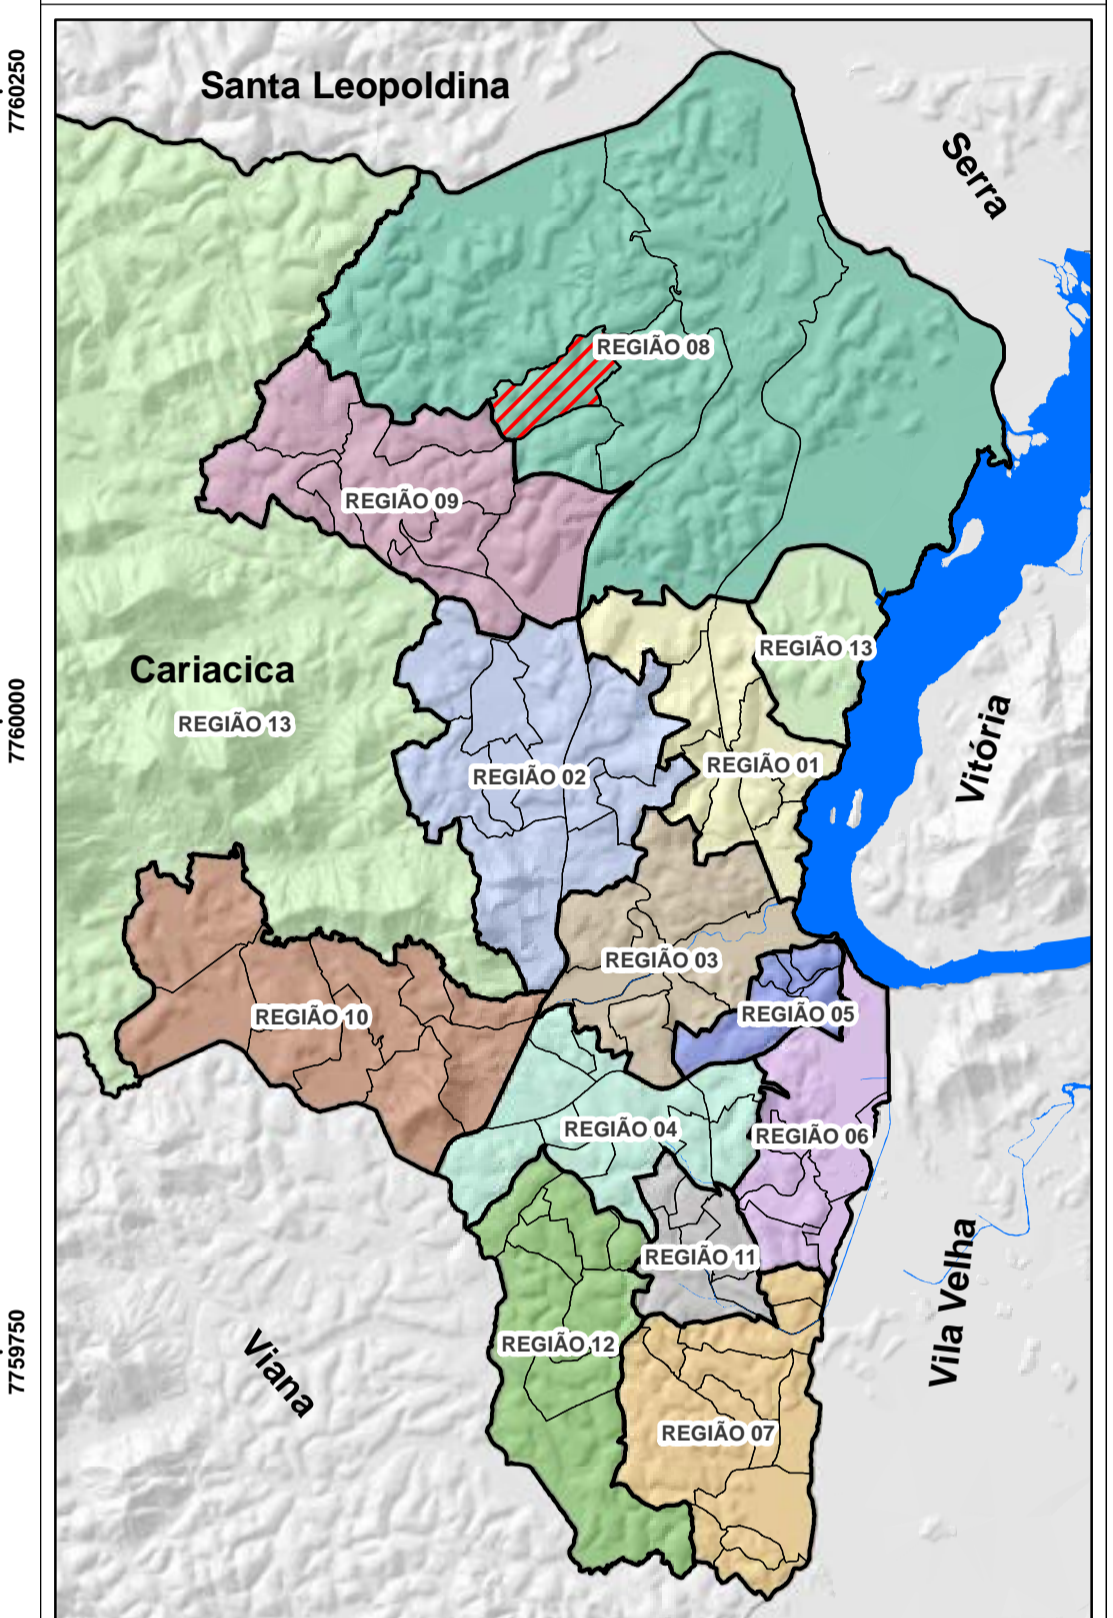 7760250
Santa Leopoldina
Serra
REGIÃO 08
REGIÃO 09
REGIÃO 13
Cariacica
REGIÃO 13
7760000
Vitória
REGIÃO 01
REGIÃO 02
REGIÃO 03
REGIÃO 05
REGIÃO 10
REGIÃO 04
REGIÃO 06
REGIÃO 11
Vila Velha
7759750
Viana
REGIÃO 12
REGIÃO 07